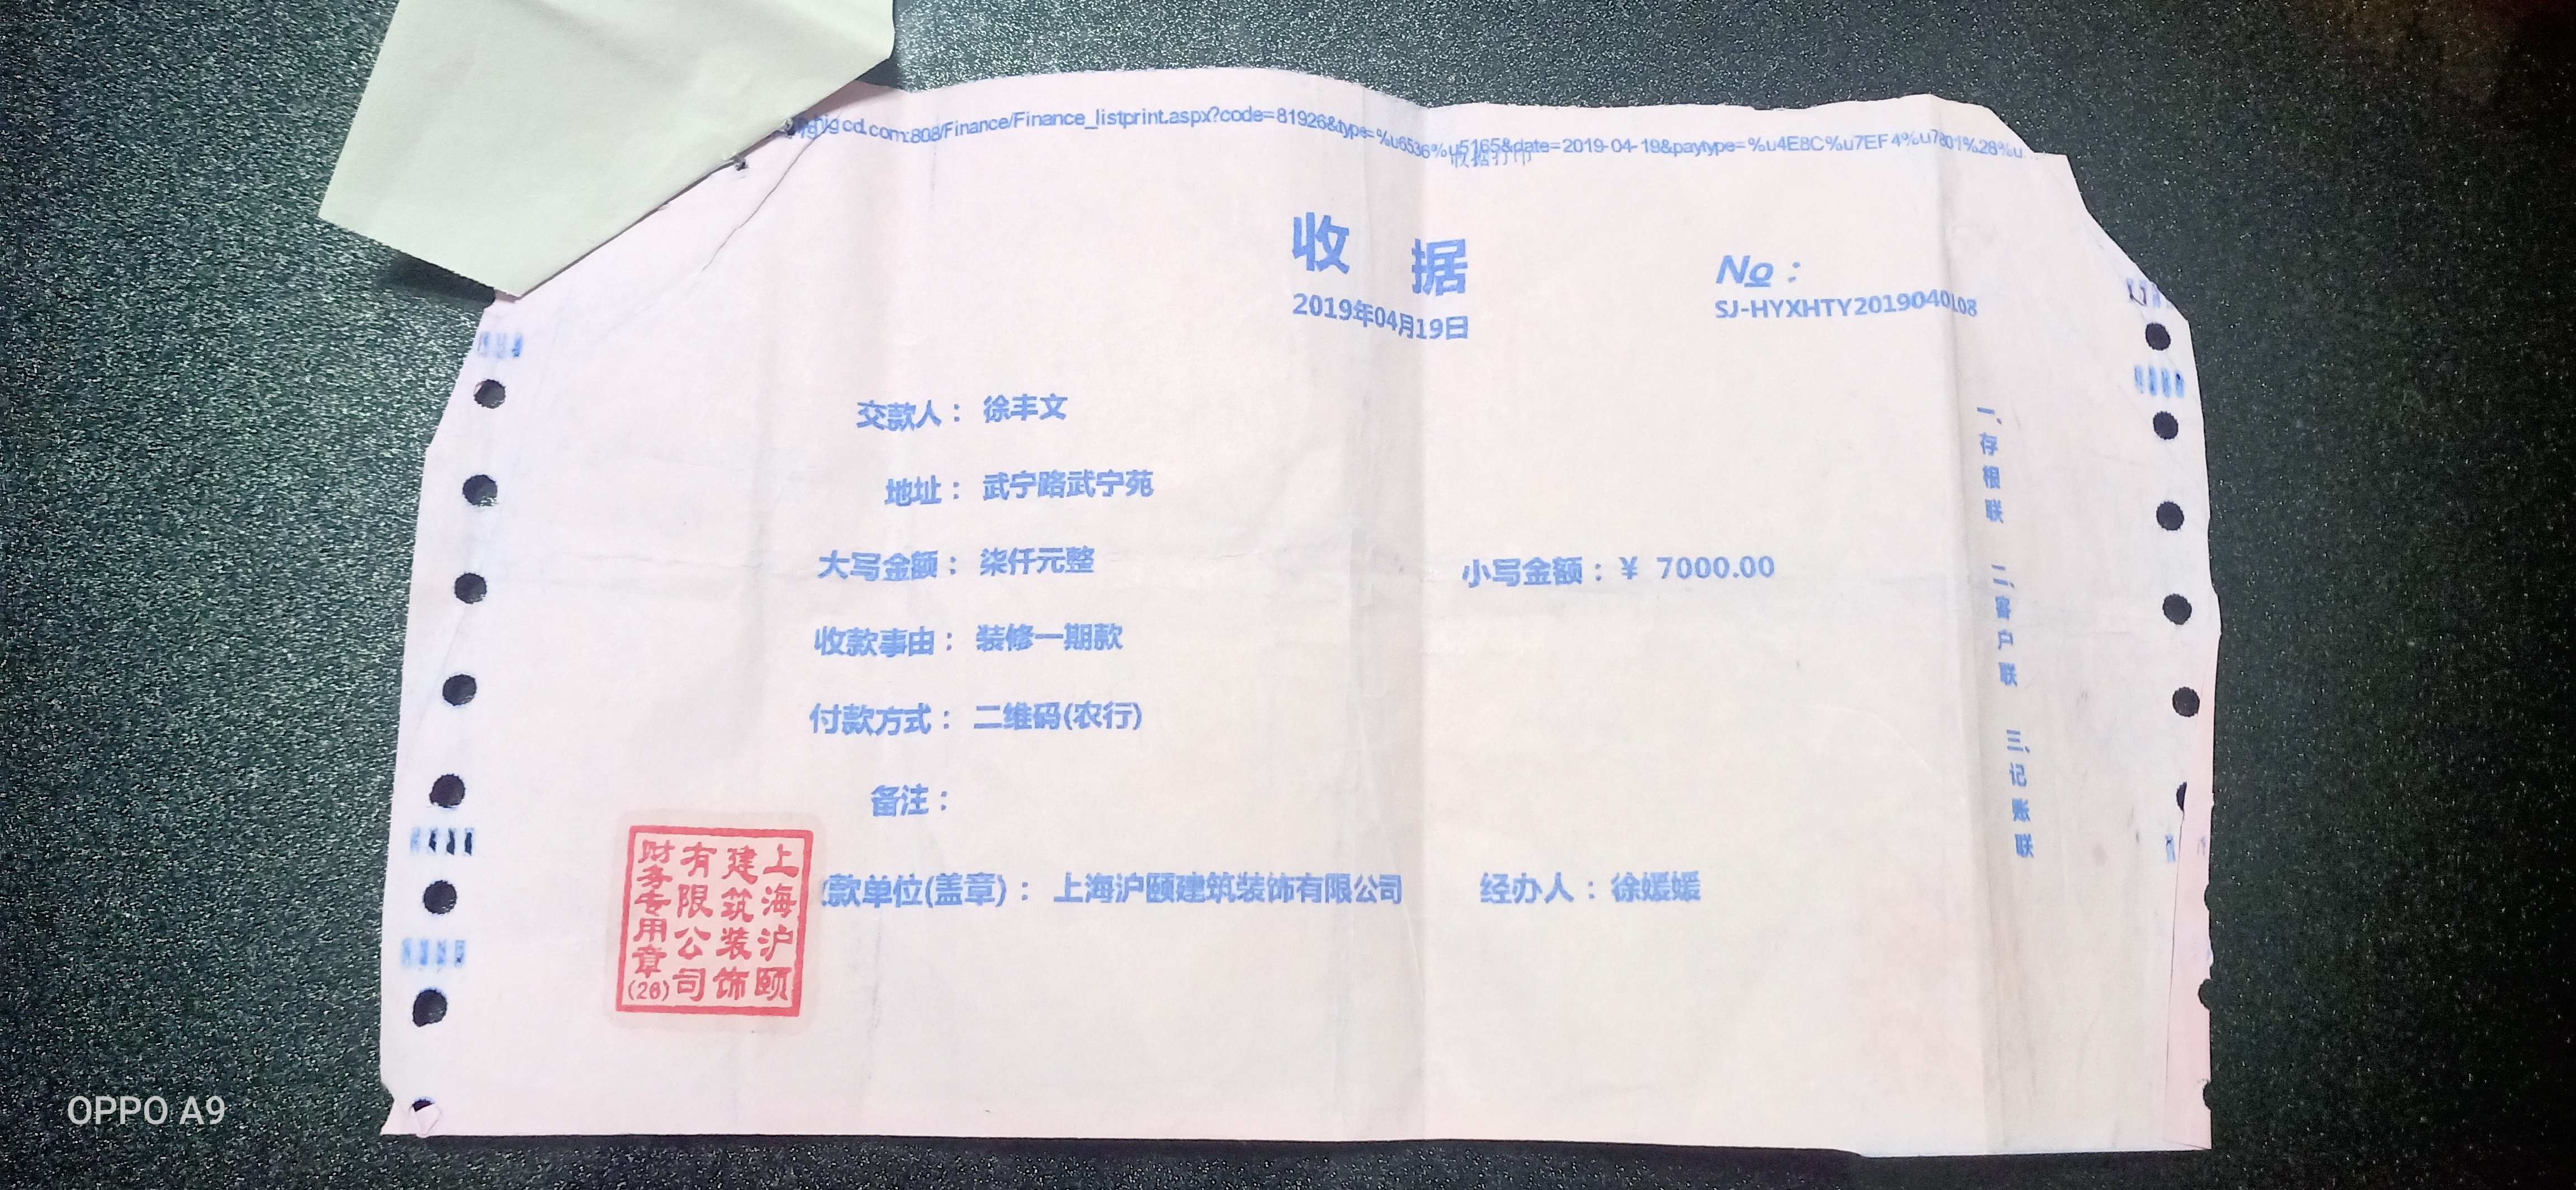 gcd.com:808/Finance/Finance_listprint.aspx?code=81926&type=%u6536%u5165&date=2019-04-19&paytype=%u4E8C%u7EF4%u7801%28%u
收据打印
收 据
2019年04月19日
No：
SJ-HYXHTY2019040108
交款人： 徐丰文
地址： 武宁路武宁苑
大写金额： 柒仟元整
小写金额：¥ 7000.00
收款事由： 装修一期款
付款方式： 二维码(农行)
备注：
款单位(盖章)： 上海沪颐建筑装饰有限公司
经办人： 徐媛媛
一、存根联 二、客户联 三、记账联
上海沪颐
建筑装饰
有限公司
财务专用章(26)
OPPO A9